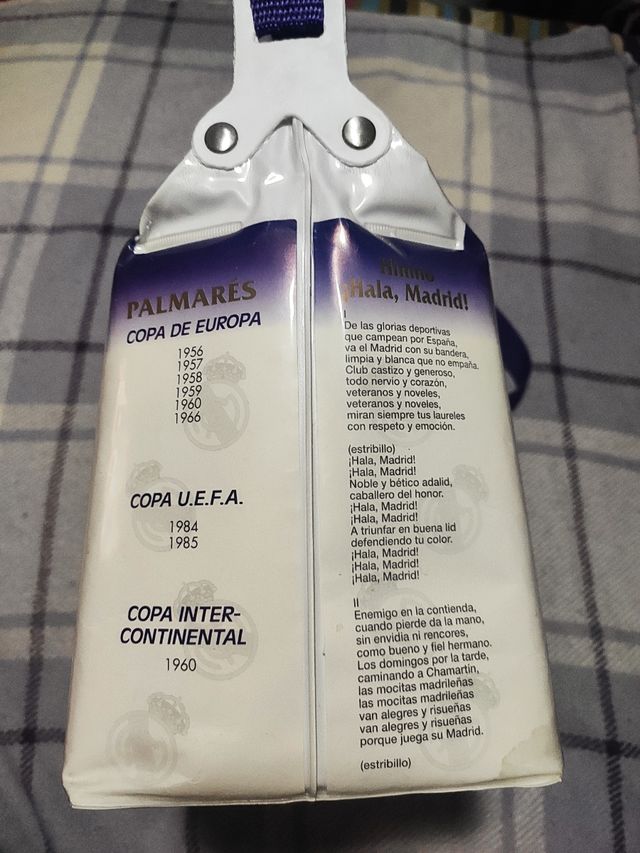 PALMARÉS
COPA DE EUROPA
1956
1957
1958
1959
1960
1966
COPA U.E.F.A.
1984
1985
COPA INTER-
CONTINENTAL
1960
Himno
¡Hala, Madrid!
I
De las glorias deportivas
que campean por España,
va el Madrid con su bandera,
limpia y blanca que no empaña.
Club castizo y generoso,
todo nervio y corazón,
veteranos y noveles,
veteranos y noveles,
miran siempre tus laureles
con respeto y emoción.
(estribillo)
¡Hala, Madrid!
¡Hala, Madrid!
Noble y bético adalid,
caballero del honor.
¡Hala, Madrid!
¡Hala, Madrid!
A triunfar en buena lid
defendiendo tu color.
¡Hala, Madrid!
¡Hala, Madrid!
¡Hala, Madrid!
II
Enemigo en la contienda,
cuando pierde da la mano,
sin envidia ni rencores,
como bueno y fiel hermano.
Los domingos por la tarde,
caminando a Chamartín,
las mocitas madrileñas
las mocitas madrileñas
van alegres y risueñas
van alegres y risueñas
porque juega su Madrid.
(estribillo)